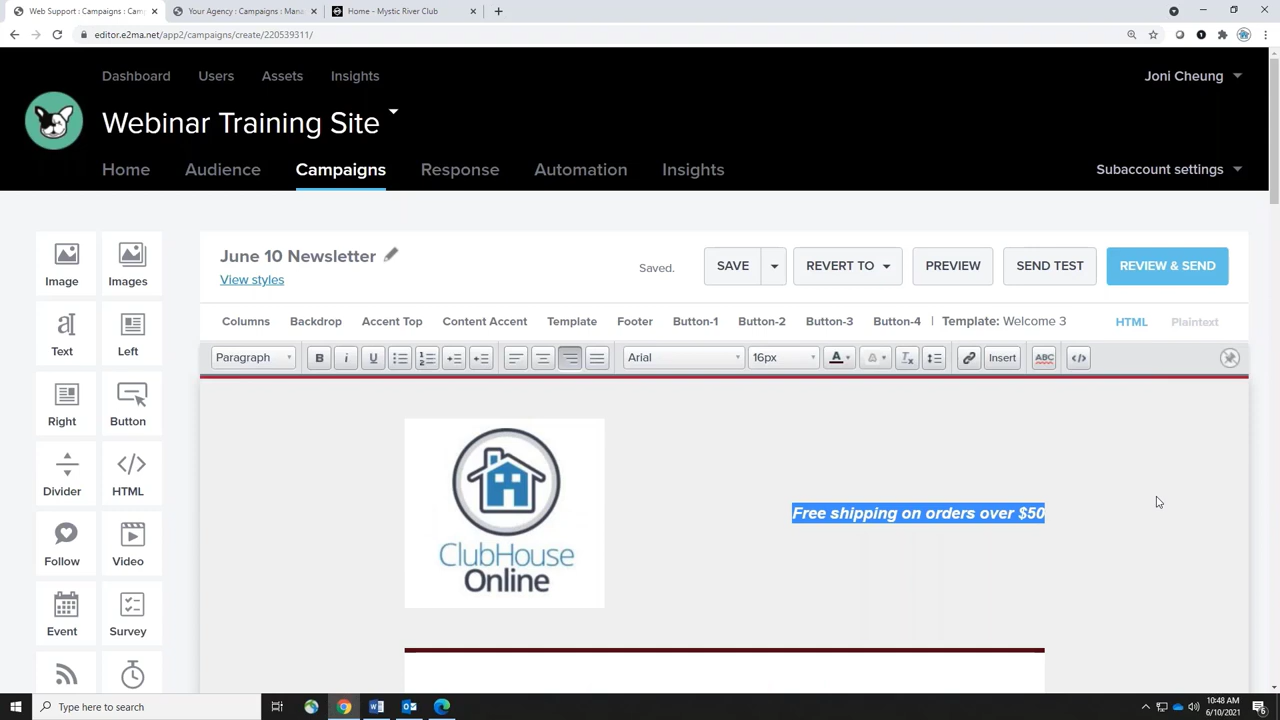 Web Support : Campaigns : Cam
Your Agency : Campaigns : Mana
Home - Mystic River Club
editor.e2ma.net/app2/campaigns/create/220539311/
Dashboard
Users
Assets
Insights
Joni Cheung
Webinar Training Site
Home
Audience
Campaigns
Response
Automation
Insights
Subaccount settings
June 10 Newsletter
View styles
Saved.
SAVE
REVERT TO
PREVIEW
SEND TEST
REVIEW & SEND
Columns
Backdrop
Accent Top
Content Accent
Template
Footer
Button-1
Button-2
Button-3
Button-4
Template: Welcome 3
HTML
Plaintext
Paragraph
B
i
U
Arial
16px
A
Insert
ABC
Image
Images
Text
Left
Right
Button
Divider
HTML
Follow
Video
Event
Survey
ClubHouse
Online
Free shipping on orders over $50
Type here to search
10:48 AM
6/10/2021